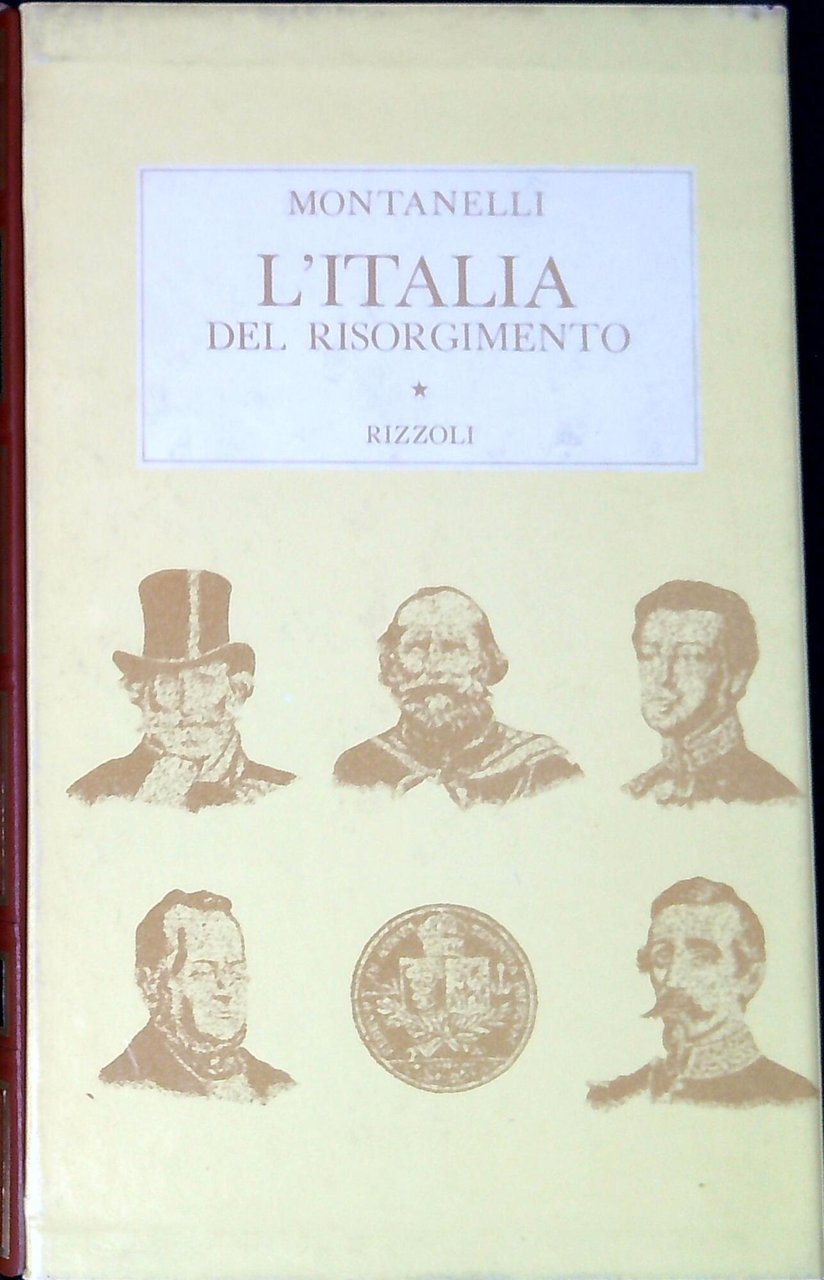 MONTANELLI
L'ITALIA
DEL RISORGIMENTO
★
RIZZOLI